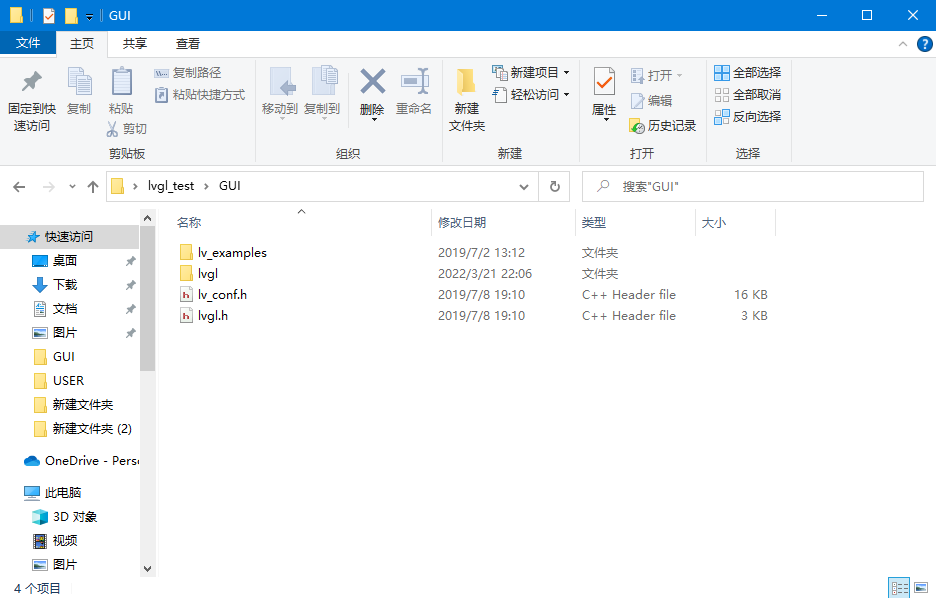 GUI
文件
主页
共享
查看
固定到快
速访问
复制
粘贴
复制路径
粘贴快捷方式
剪切
剪贴板
移动到
复制到
删除
重命名
组织
新建
文件夹
新建项目
轻松访问
新建
属性
打开
编辑
历史记录
打开
全部选择
全部取消
反向选择
选择
lvgl_test
GUI
搜索"GUI"
名称 修改日期 类型 大小
lv_examples 2019/7/2 13:12 文件夹
lvgl 2022/3/21 22:06 文件夹
lv_conf.h 2019/7/8 19:10 C++ Header file 16 KB
lvgl.h 2019/7/8 19:10 C++ Header file 3 KB
快速访问
桌面
下载
文档
图片
GUI
USER
新建文件夹
新建文件夹 (2)
OneDrive - Perso
此电脑
3D 对象
视频
图片
4 个项目